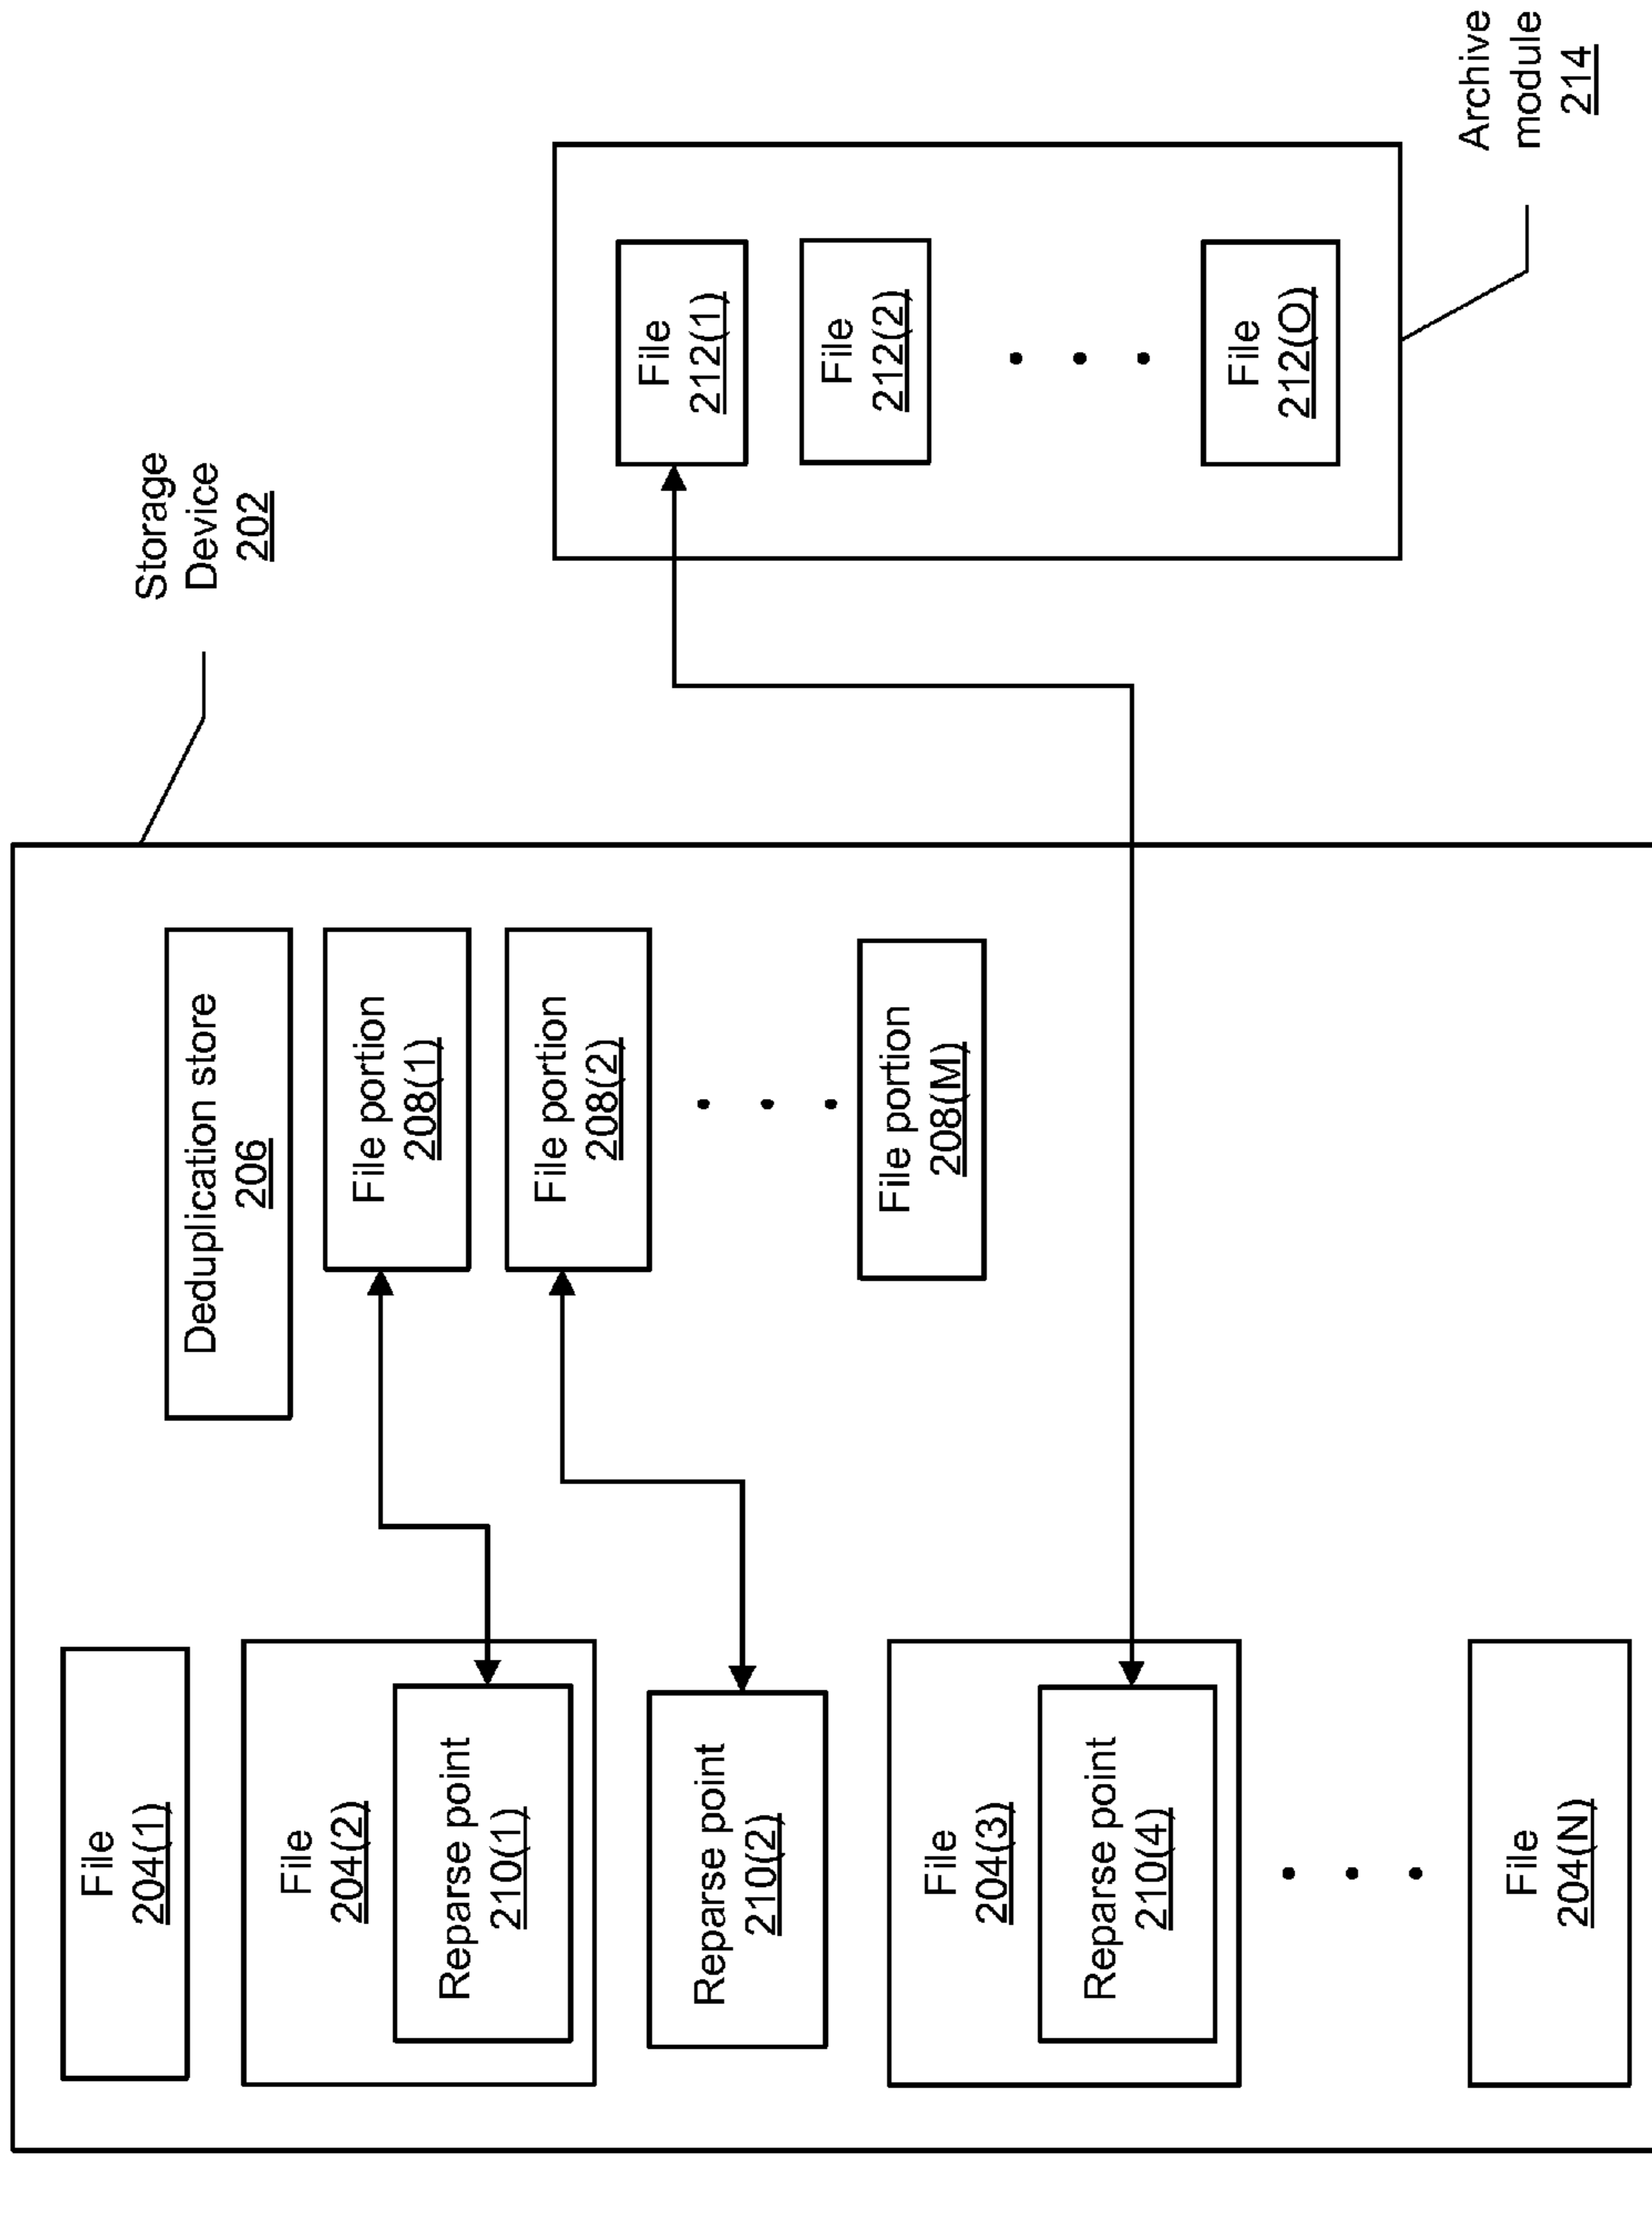 Storage
Device
202
File
204(1)
Deduplication store
206
File
204(2)
Reparse point
210(1)
File portion
208(1)
Reparse point
210(2)
File portion
208(2)
File portion
208(M)
File
204(3)
Reparse point
210(4)
File
204(N)
File
212(1)
File
212(2)
File
212(O)
Archive
module
214